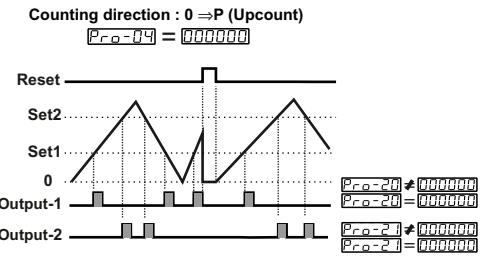 Counting direction : 0 ⇒P (Upcount)
Pro-04 = 000000
Reset
Set2
Set1
0
Output-1
Pro-20 ≠ 000000
Pro-20 = 000000
Output-2
Pro-21 ≠ 000000
Pro-21 = 000000